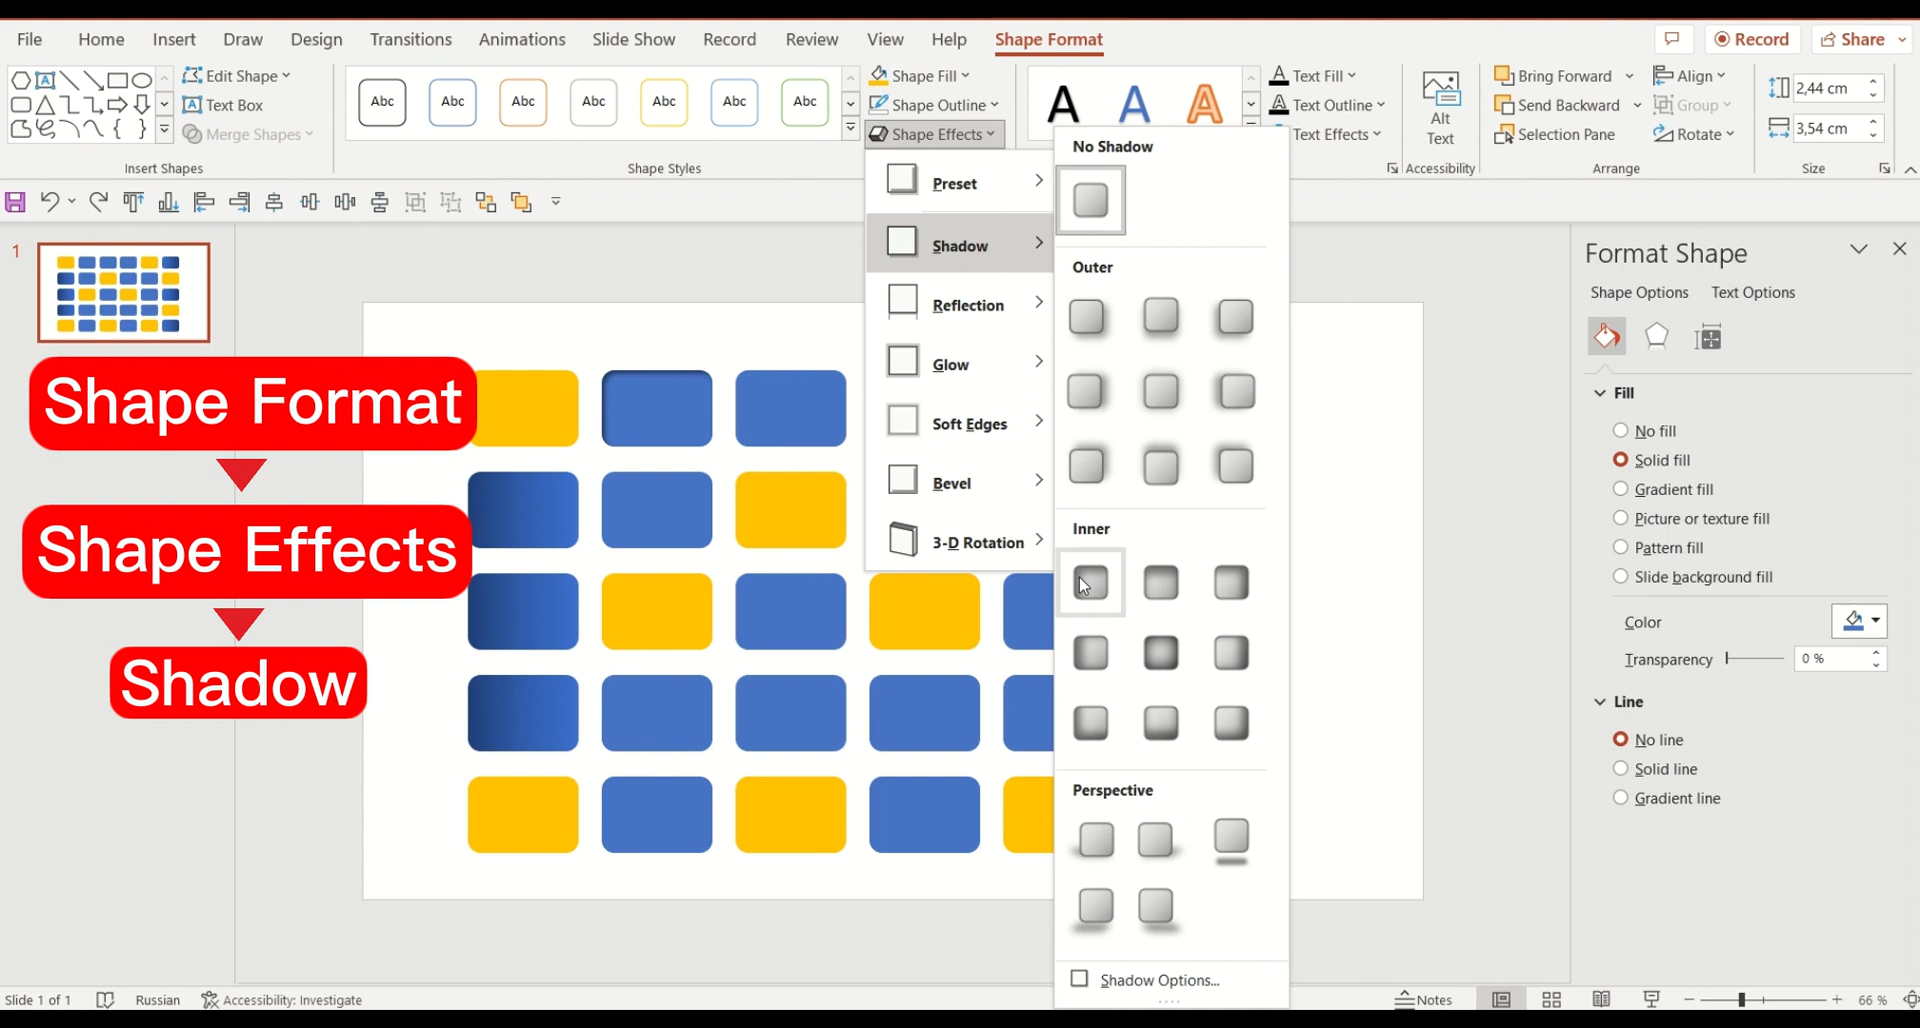 File Home Insert Draw Design Transitions Animations Slide Show Record Review View Help Shape Format Record Share
Edit Shape
Text Box
Merge Shapes
Insert Shapes
Abc Abc Abc Abc Abc Abc Abc
Shape Styles
Shape Fill
Shape Outline
Shape Effects
A A A
Text Fill
Text Outline
Text Effects
Alt
Text
Accessibility
Bring Forward
Send Backward
Selection Pane
Align
Group
Rotate
Arrange
2,44 cm
3,54 cm
Size
1
Preset
Shadow
Reflection
Glow
Soft Edges
Bevel
3-D Rotation
No Shadow
Outer
Inner
Perspective
Shadow Options...
Shape Format
Shape Effects
Shadow
Format Shape
Shape Options Text Options
Fill
No fill
Solid fill
Gradient fill
Picture or texture fill
Pattern fill
Slide background fill
Color
Transparency 0 %
Line
No line
Solid line
Gradient line
Slide 1 of 1 Russian Accessibility: Investigate Notes 66 %